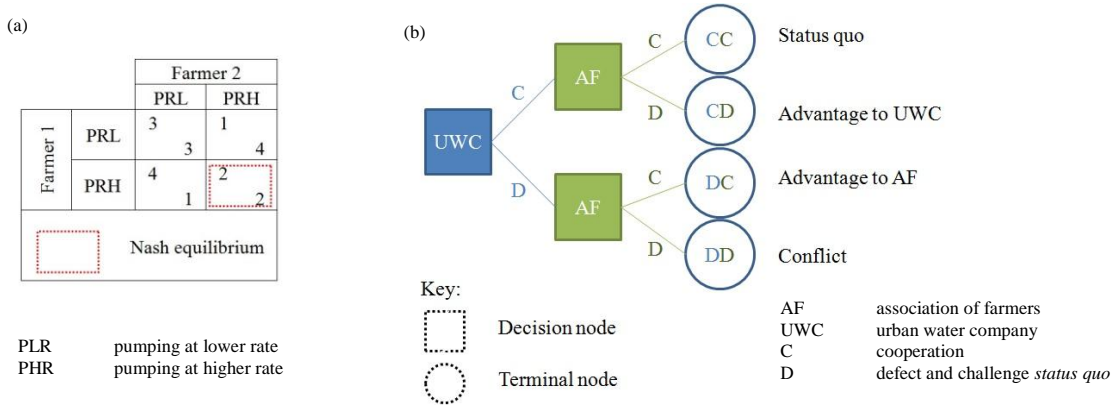 (a)
Farmer 2
PRL PRH
Farmer 1
PRL
3
3
1
4
PRH
4
1
2
2
Nash equilibrium
PLR pumping at lower rate
PHR pumping at higher rate
(b)
UWC
C
D
AF
AF
C
D
C
D
CC
CD
DC
DD
Status quo
Advantage to UWC
Advantage to AF
Conflict
Key:
Decision node
Terminal node
AF association of farmers
UWC urban water company
C cooperation
D defect and challenge status quo